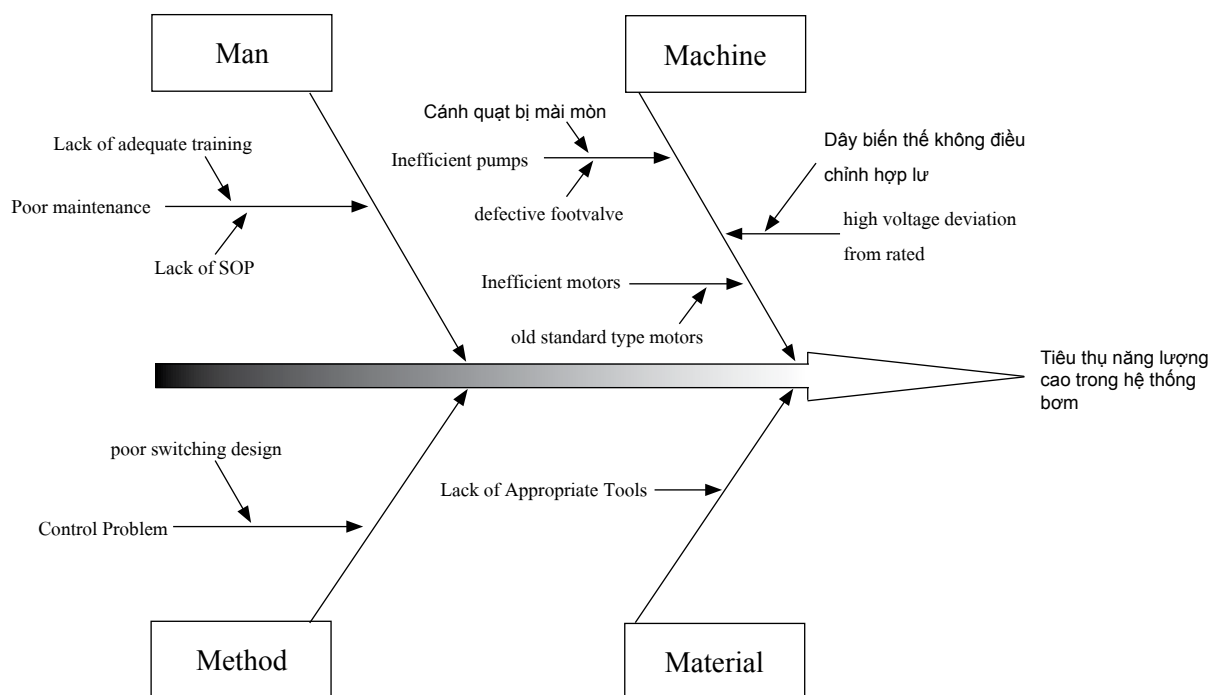 Man
Machine
Cánh quạt bị mài mòn
Lack of adequate training
Inefficient pumps
Dây biến thế không điều
chỉnh hợp lư
Poor maintenance
defective footvalve
high voltage deviation
from rated
Lack of SOP
Inefficient motors
old standard type motors
Tiêu thụ năng lượng
cao trong hệ thống
bơm
poor switching design
Lack of Appropriate Tools
Control Problem
Method
Material